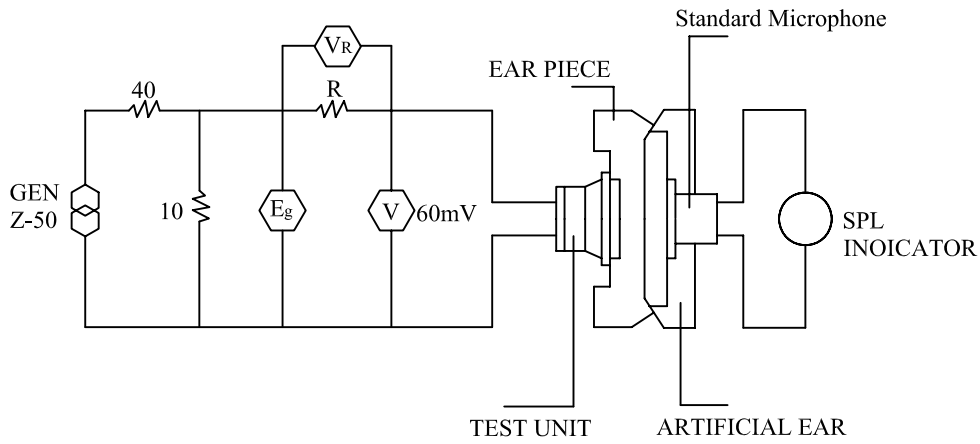 Standard Microphone
VR
EAR PIECE
40
R
GEN
Z-50
10
Eg
V
60mV
SPL
INOICATOR
TEST UNIT
ARTIFICIAL EAR